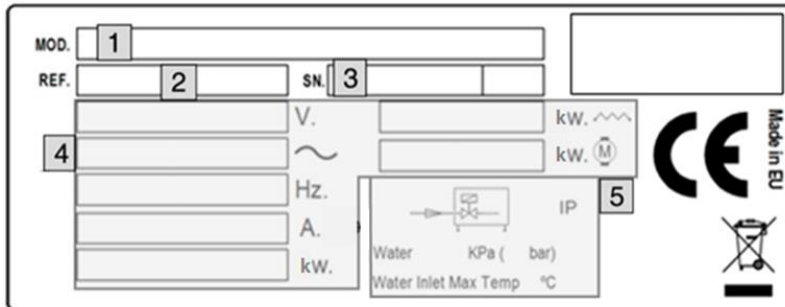 MOD. 1
REF. 2 SN. 3
V. kW.
4 kW. M
Hz. 5
IP
A.
Water KPa ( bar)
kW.
Water Inlet Max Temp ºC
CE
Made in EU